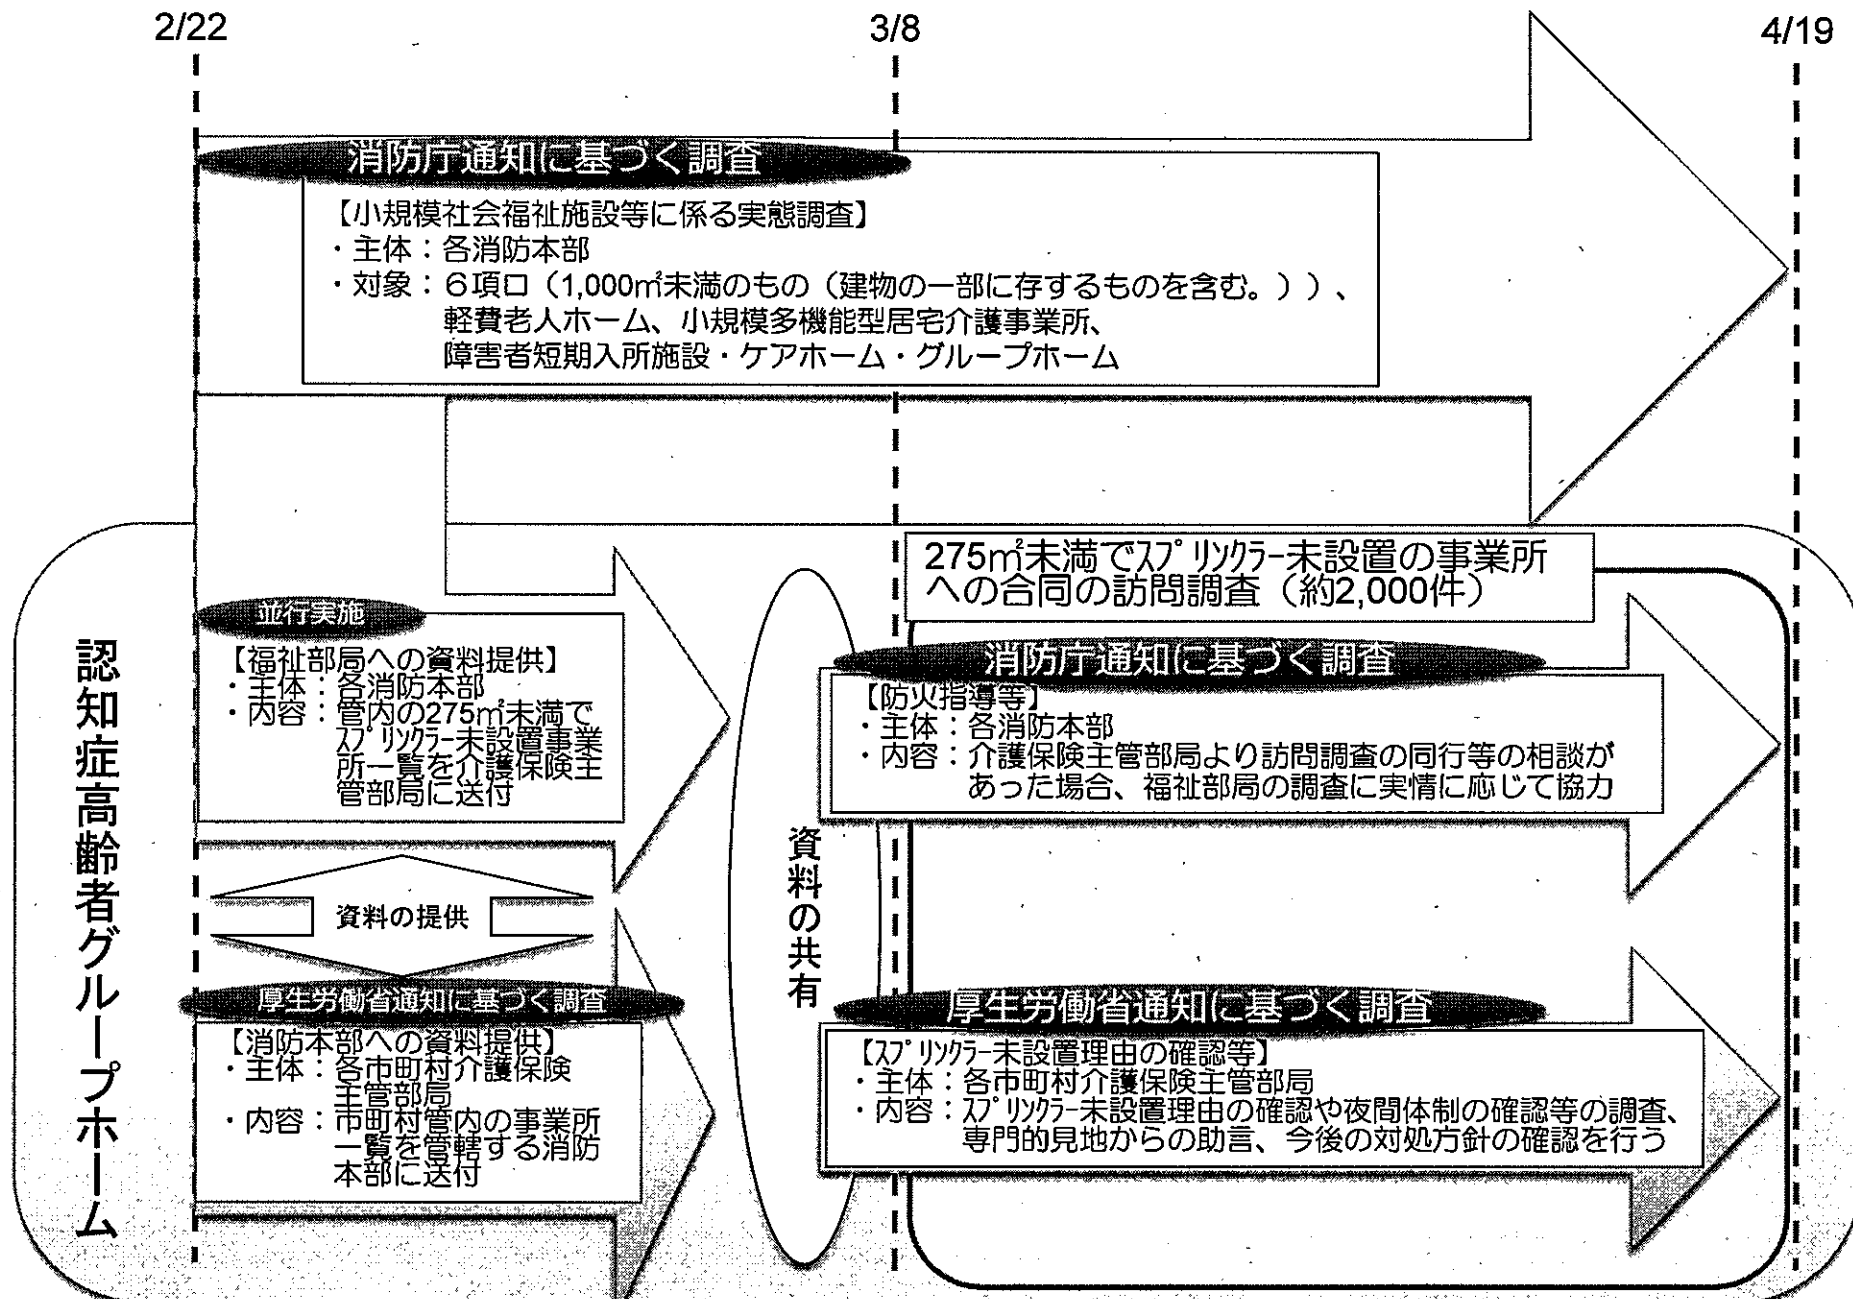 2/22
3/8
4/19
消防庁通知に基づく調査
【小規模社会福祉施設等に係る実態調査】
・主体：各消防本部
・対象：６項ロ（1,000㎡未満のもの（建物の一部に存するものを含む。））、
軽費老人ホーム、小規模多機能型居宅介護事業所、
障害者短期入所施設・ケアホーム・グループホーム
認知症高齢者グループホーム
並行実施
【福祉部局への資料提供】
・主体：各消防本部
・内容：管内の275㎡未満で
ｽﾌﾟﾘﾝｸﾗｰ未設置事業
所一覧を介護保険主
管部局に送付
資料の提供
厚生労働省通知に基づく調査
【消防本部への資料提供】
・主体：各市町村介護保険
主管部局
・内容：市町村管内の事業所
一覧を管轄する消防
本部に送付
資料の共有
275㎡未満でｽﾌﾟﾘﾝｸﾗｰ未設置の事業所
への合同の訪問調査（約2,000件）
消防庁通知に基づく調査
【防火指導等】
・主体：各消防本部
・内容：介護保険主管部局より訪問調査の同行等の相談が
あった場合、福祉部局の調査に実情に応じて協力
厚生労働省通知に基づく調査
【ｽﾌﾟﾘﾝｸﾗｰ未設置理由の確認等】
・主体：各市町村介護保険主管部局
・内容：ｽﾌﾟﾘﾝｸﾗｰ未設置理由の確認や夜間体制の確認等の調査、
専門的見地からの助言、今後の対処方針の確認を行う